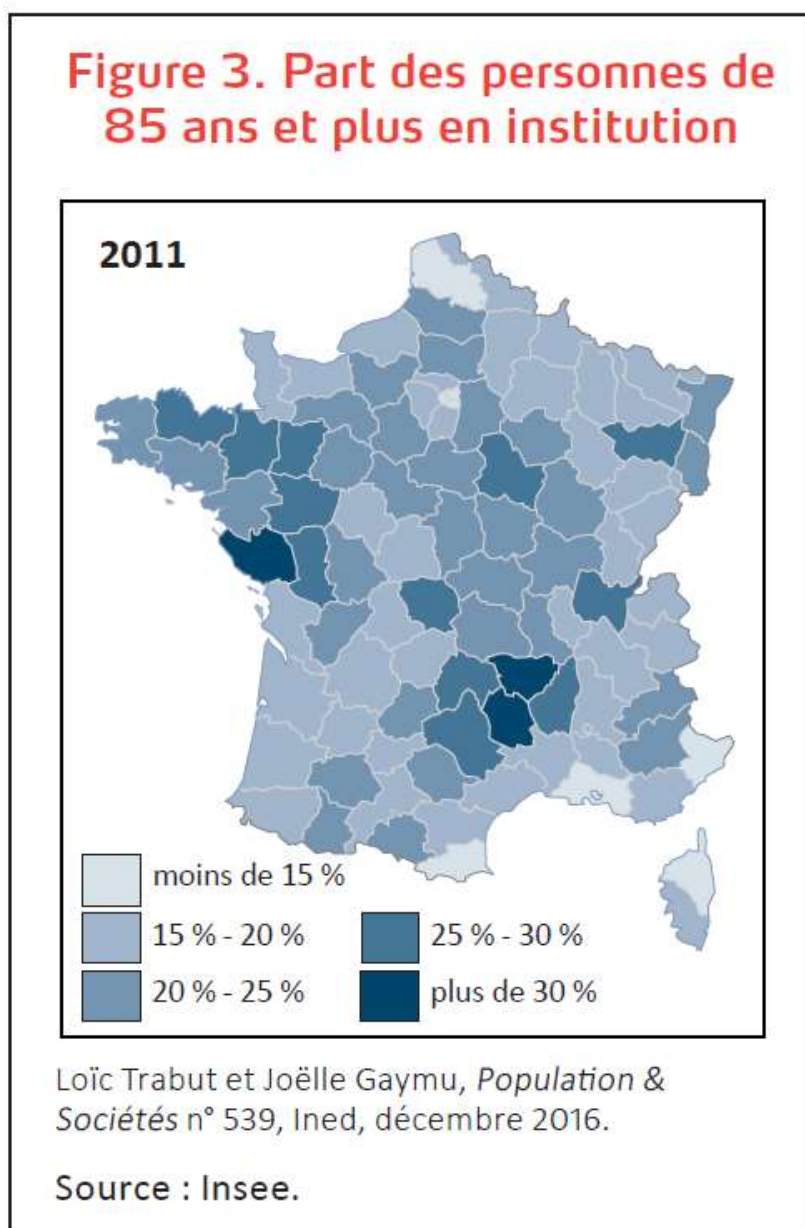 Figure 3. Part des personnes de
85 ans et plus en institution
2011
moins de 15 %
15 % - 20 %
20 % - 25 %
25 % - 30 %
plus de 30 %
Loïc Trabut et Joëlle Gaymu, Population &
Sociétés n° 539, Ined, décembre 2016.
Source : Insee.